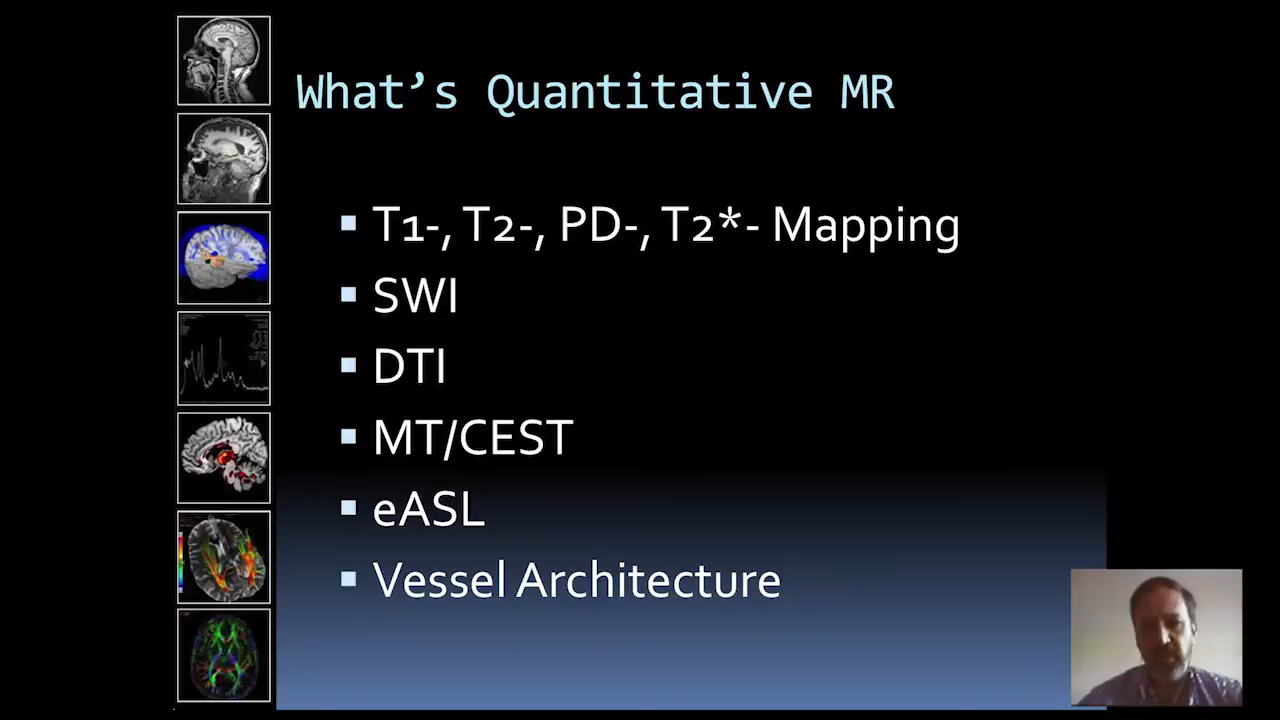 What's Quantitative MR
T1-, T2-, PD-, T2*- Mapping
SWI
DTI
MT/CEST
eASL
Vessel Architecture